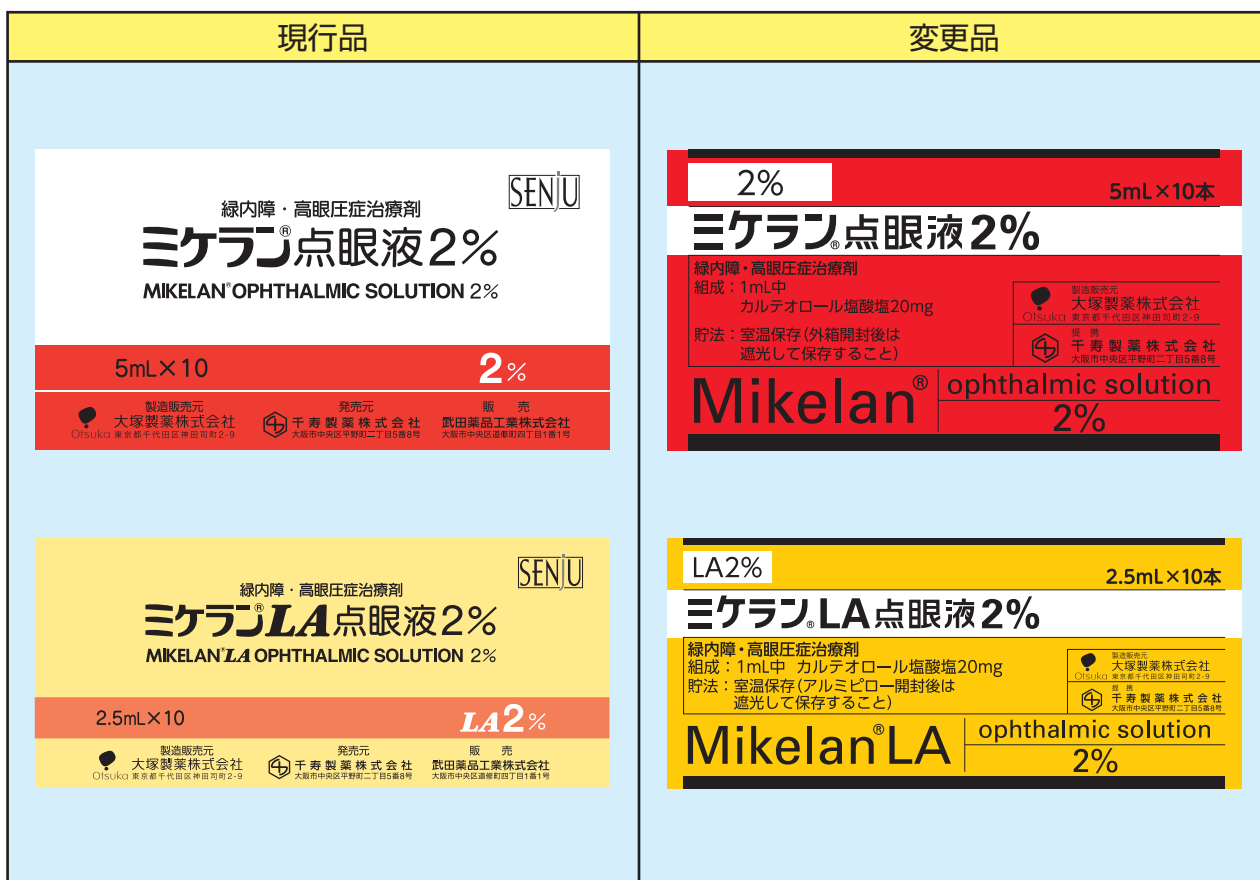 現行品
変更品
SENJU
緑内障・高眼圧症治療剤
ミケラン®点眼液2%
MIKELAN®OPHTHALMIC SOLUTION 2%
5mL×10
2%
製造販売元
大塚製薬株式会社
Otsuka 東京都千代田区神田司町2-9
発売元
千寿製薬株式会社
大阪市中央区平野町二丁目5番8号
販売
武田薬品工業株式会社
大阪市中央区道修町四丁目1番1号
2%
5mL×10本
ミケラン®点眼液2%
緑内障・高眼圧症治療剤
組成：1mL中
カルテオロール塩酸塩20mg
貯法：室温保存（外箱開封後は
遮光して保存すること）
製造販売元
大塚製薬株式会社
Otsuka 東京都千代田区神田司町2-9
提携
千寿製薬株式会社
大阪市中央区平野町二丁目5番8号
Mikelan®
ophthalmic solution
2%
SENJU
緑内障・高眼圧症治療剤
ミケラン®LA点眼液2%
MIKELAN®LA OPHTHALMIC SOLUTION 2%
2.5mL×10
LA2%
製造販売元
大塚製薬株式会社
Otsuka 東京都千代田区神田司町2-9
発売元
千寿製薬株式会社
大阪市中央区平野町二丁目5番8号
販売
武田薬品工業株式会社
大阪市中央区道修町四丁目1番1号
LA2%
2.5mL×10本
ミケラン®LA点眼液2%
緑内障・高眼圧症治療剤
組成：1mL中 カルテオロール塩酸塩20mg
貯法：室温保存（アルミピロー開封後は
遮光して保存すること）
製造販売元
大塚製薬株式会社
Otsuka 東京都千代田区神田司町2-9
提携
千寿製薬株式会社
大阪市中央区平野町二丁目5番8号
Mikelan®LA
ophthalmic solution
2%